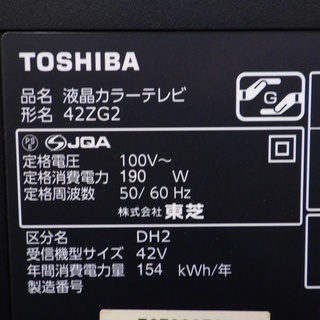 TOSHIBA
品名 液晶カラーテレビ
形名 42ZG2
G
PS E JQA
定格電圧 100V～
定格消費電力 190 W
定格周波数 50/60 Hz
株式会社 東芝
区分名 DH2
受信機型サイズ 42V
年間消費電力量 154 kWh/年
製造番号